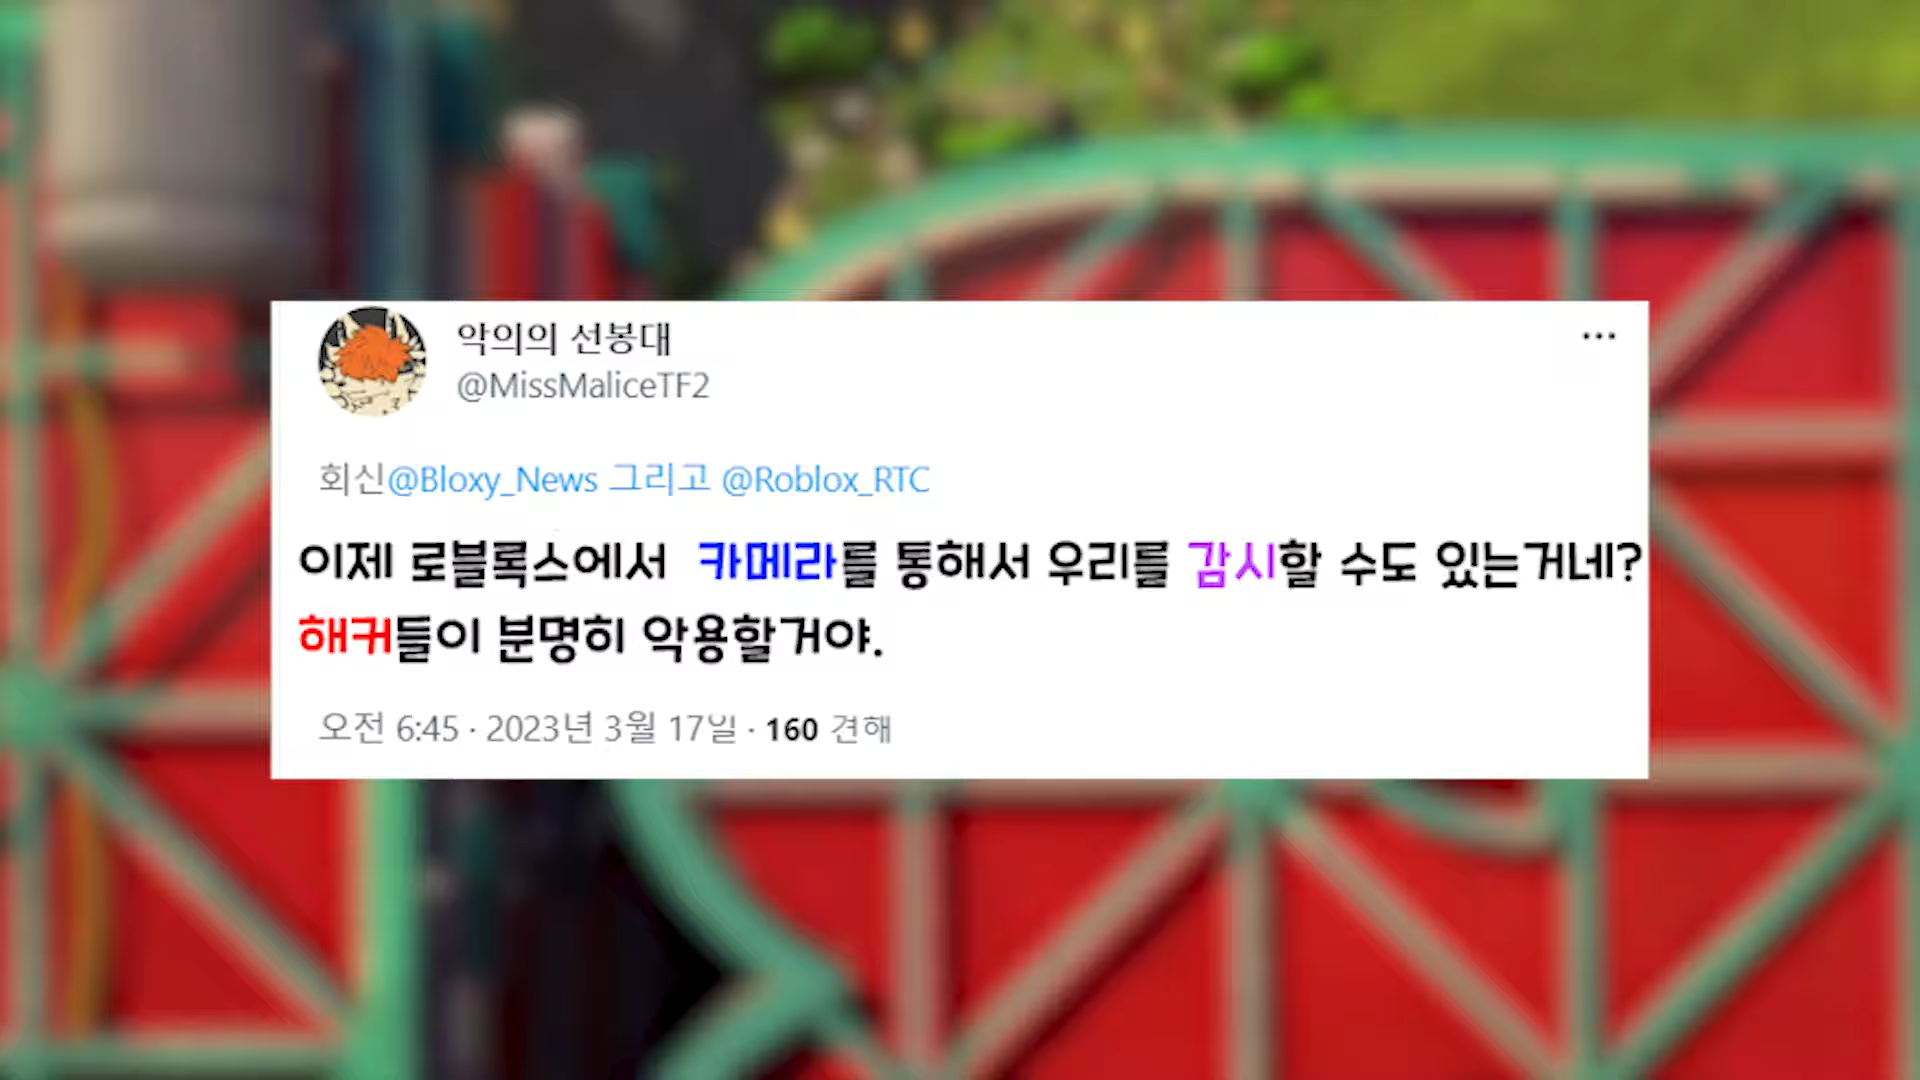 악의의 선봉대
@MissMaliceTF2
회신@Bloxy_News 그리고 @Roblox_RTC
이제 로블록스에서 카메라를 통해서 우리를 감시할 수도 있는거네?
해커들이 분명히 악용할거야.
오전 6:45 · 2023년 3월 17일 · 160 견해